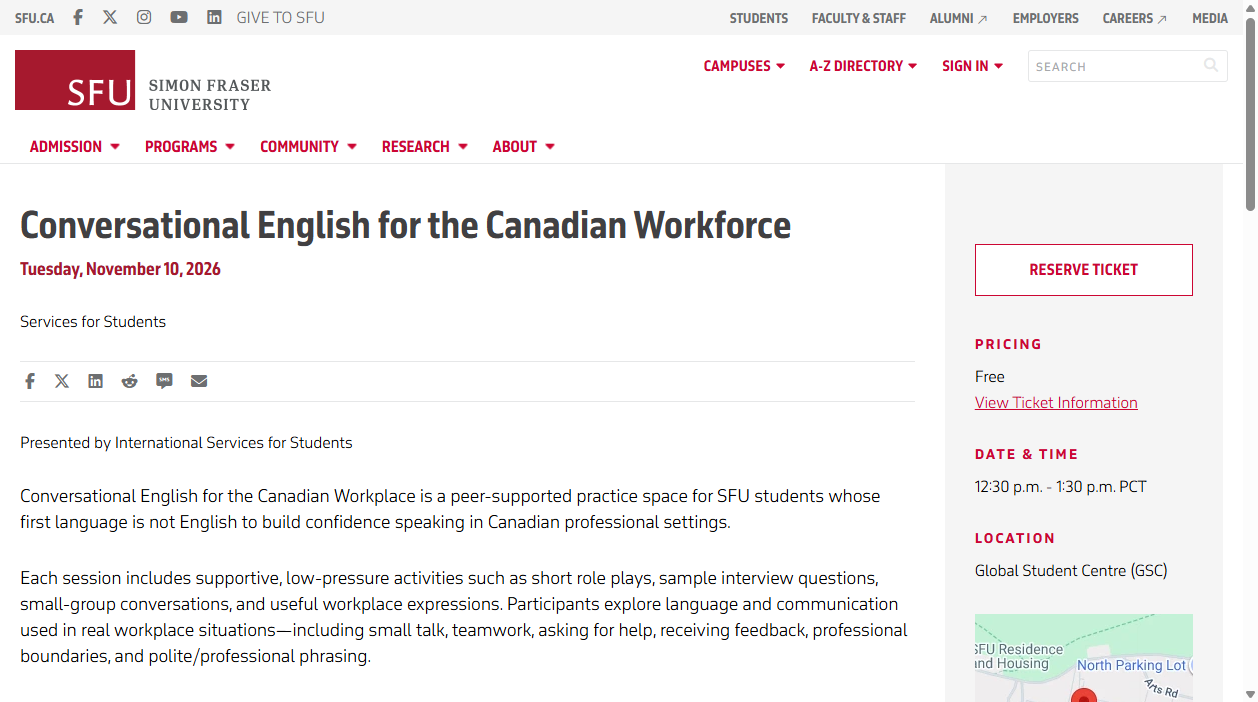 SFU.CA GIVE TO SFU STUDENTS FACULTY & STAFF ALUMNI EMPLOYERS CAREERS MEDIA
SFU SIMON FRASER
UNIVERSITY
CAMPUSES A-Z DIRECTORY SIGN IN SEARCH
ADMISSION PROGRAMS COMMUNITY RESEARCH ABOUT
Conversational English for the Canadian Workforce
Tuesday, November 10, 2026
Services for Students
SMS
Presented by International Services for Students
Conversational English for the Canadian Workplace is a peer-supported practice space for SFU students whose
first language is not English to build confidence speaking in Canadian professional settings.
Each session includes supportive, low-pressure activities such as short role plays, sample interview questions,
small-group conversations, and useful workplace expressions. Participants explore language and communication
used in real workplace situations—including small talk, teamwork, asking for help, receiving feedback, professional
boundaries, and polite/professional phrasing.
RESERVE TICKET
PRICING
Free
View Ticket Information
DATE & TIME
12:30 p.m. - 1:30 p.m. PCT
LOCATION
Global Student Centre (GSC)
SFU Residence
and Housing
North Parking Lot (
Arts Rd